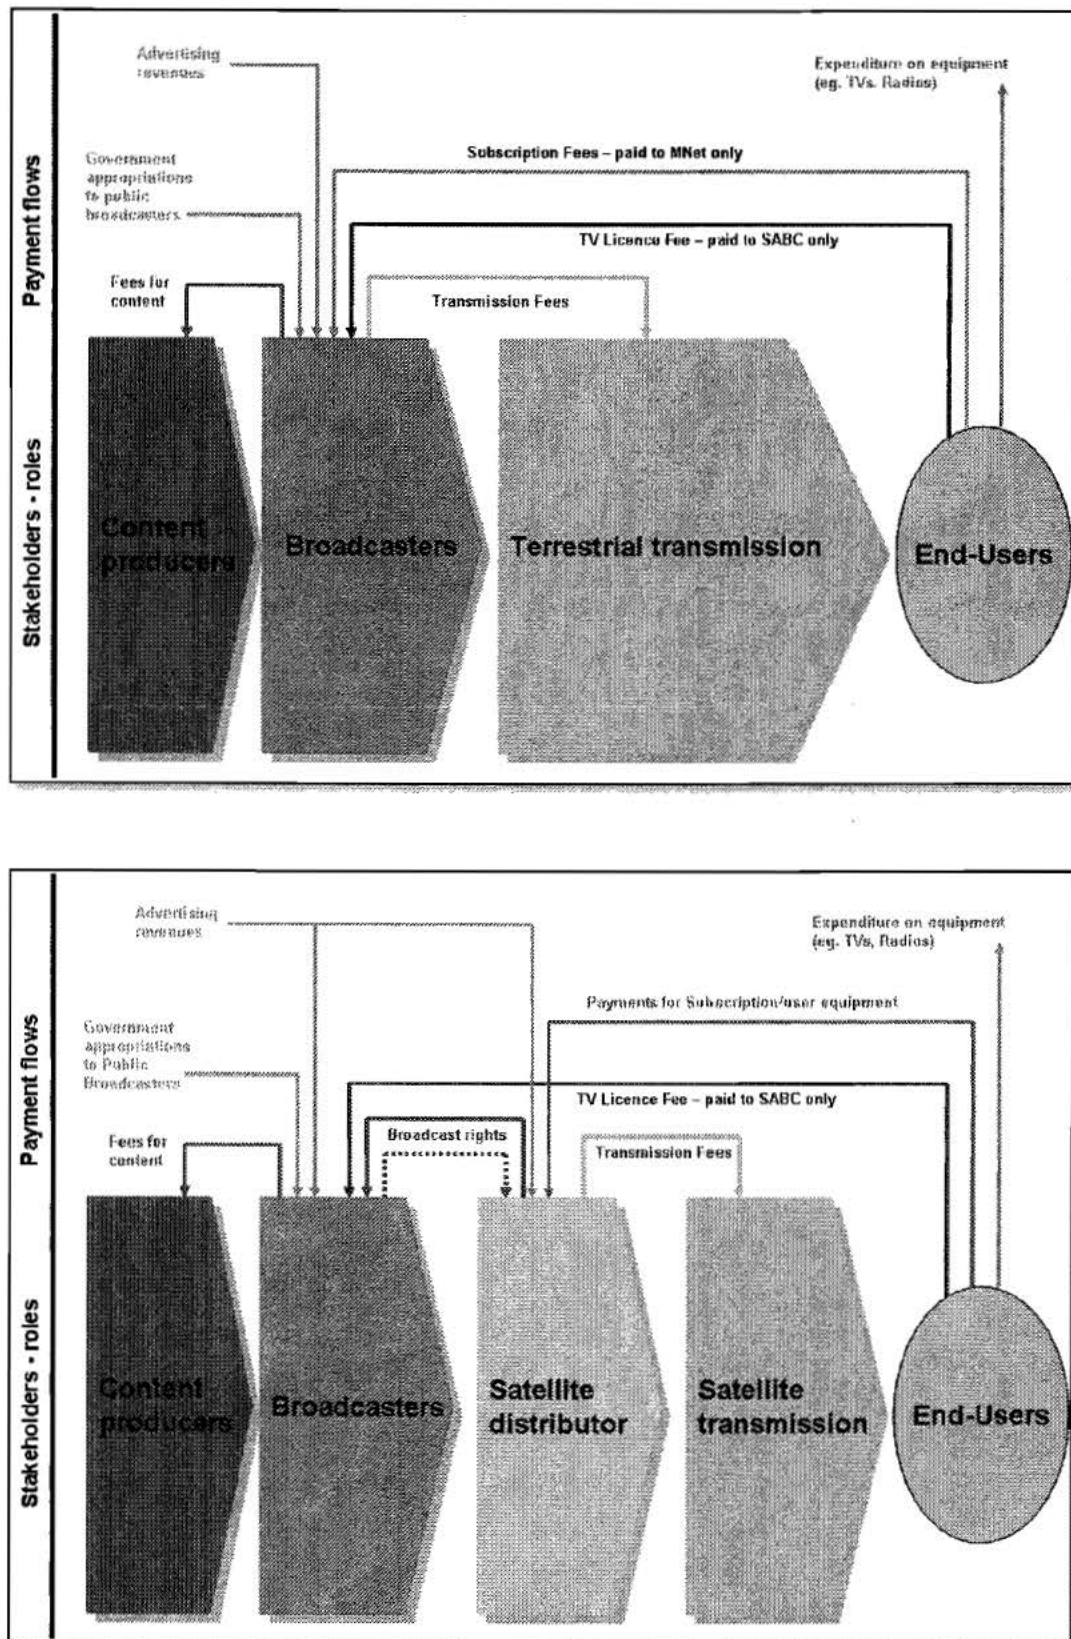 Payment flows
Stakeholders - roles
Advertising
revenues
Expenditure on equipment
(eg. TVs. Radios)
Subscription Fees – paid to MNet only
Government
appropriations
to public
broadcasters
TV Licence Fee – paid to SABC only
Fees for
content
Transmission Fees
Content
producers
Broadcasters
Terrestrial transmission
End-Users
Payment flows
Stakeholders - roles
Advertising
revenues
Expenditure on equipment
(eg. TVs, Radios)
Payments for Subscription/user equipment
Government
appropriations
to Public
Broadcasters
TV Licence Fee – paid to SABC only
Fees for
content
Broadcast rights
Transmission Fees
Content
producers
Broadcasters
Satellite
distributor
Satellite
transmission
End-Users